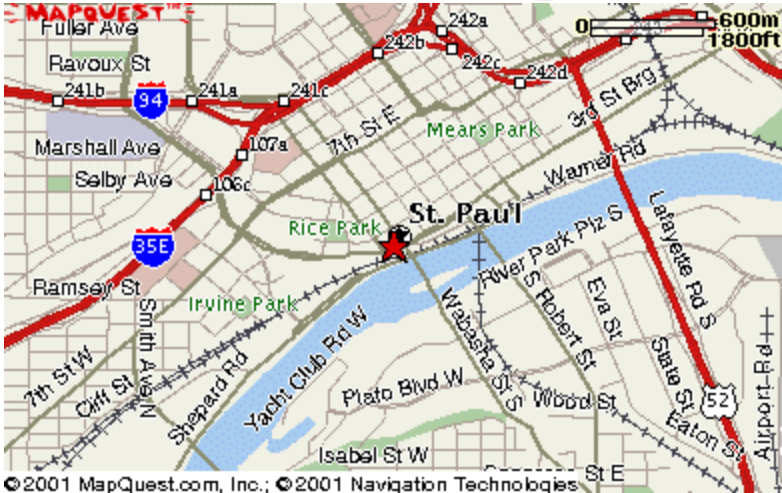 MAPQUEST™
Fuller Ave
Ravoux St
241b
94
241a
241c
242b
242a
242c
242d
0
600m
1800ft
3rd St Brg
7th St E
Mears Park
Marshall Ave
107a
Selby Ave
106c
Warner Rd
Rice Park
St. Paul
35E
River Park Plz S
Lafayette Rd S
Ramsey St
Irvine Park
Smith Ave N
7th St W
Cliff St
Shepard Rd
Yacht Club Rd W
Wabasha St S
S Robert St
Eva St
State St
Plato Blvd W
Wood St
52
Eaton St
Airport Rd
Isabel St W
St E
©2001 MapQuest.com, Inc.; ©2001 Navigation Technologies